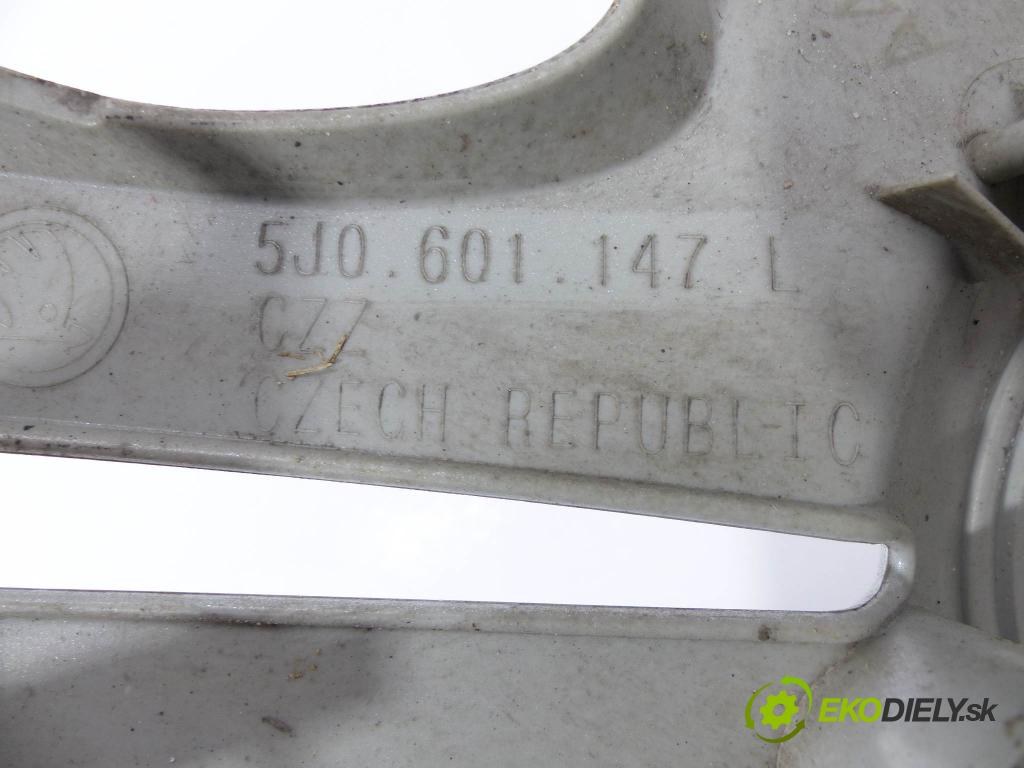 5J0.601.147 L
CZZ
CZECH REPUBLIC
EKODIELY.sk